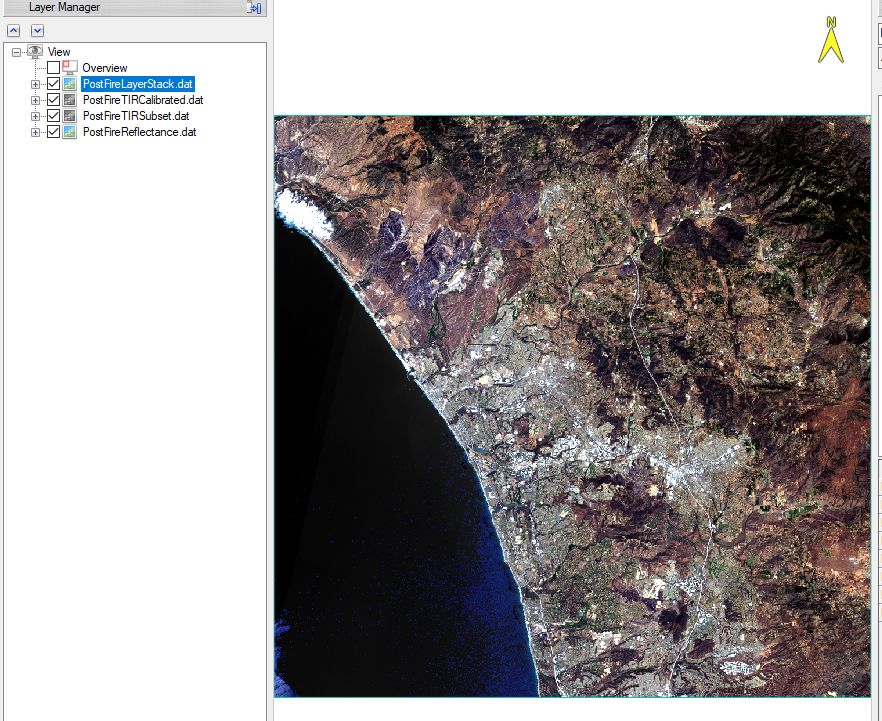 Layer Manager
View
Overview
PostFireLayerStack.dat
PostFireTIRCalibrated.dat
PostFireTIRSubset.dat
PostFireReflectance.dat
N